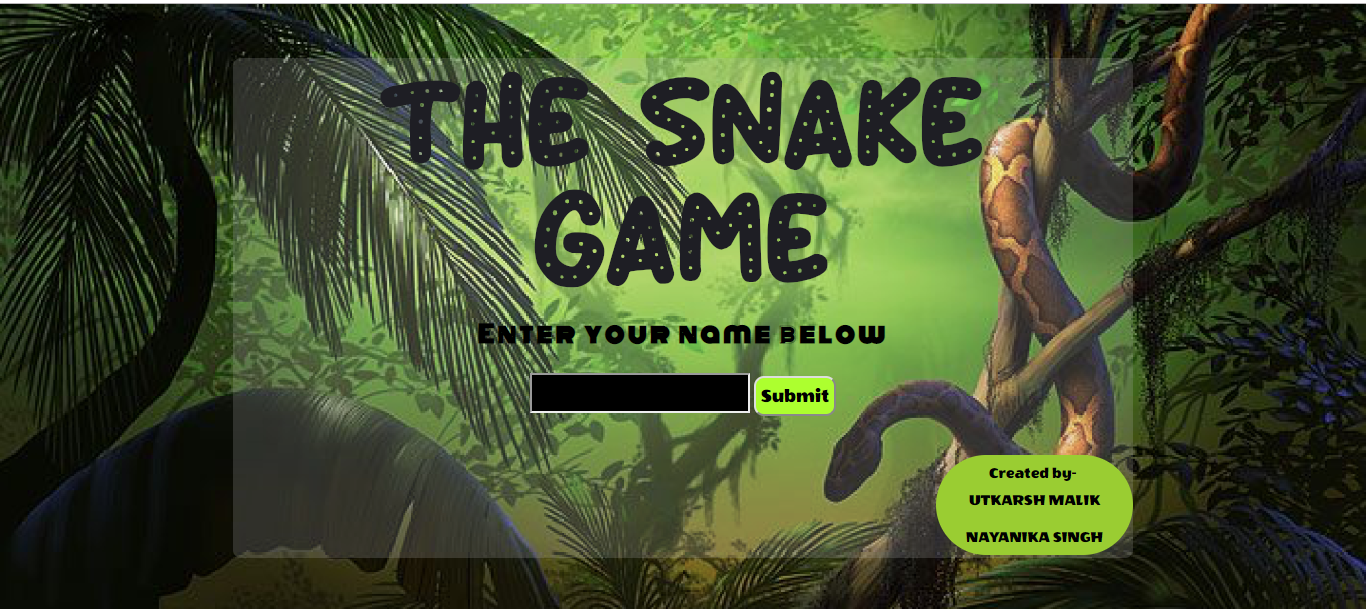 THE SNAKE
GAME
ENTER YOUR NAME BELOW
Submit
Created by-
UTKARSH MALIK
NAYANIKA SINGH